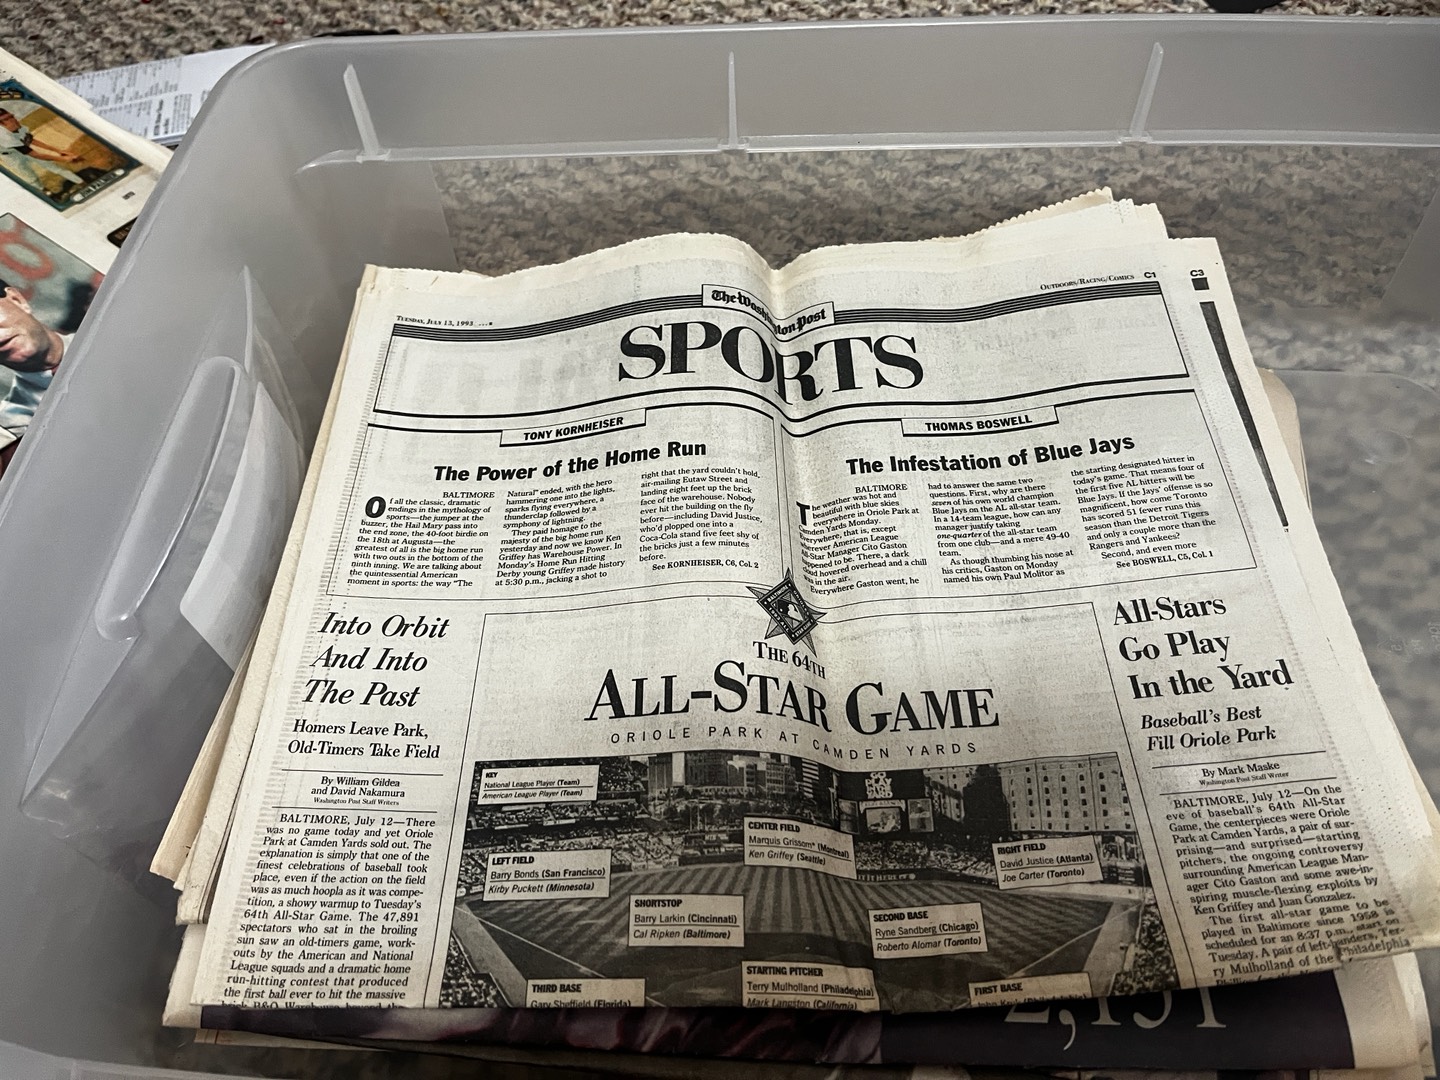 TUESDAY, JULY 13, 1993
The Washington Post
OUTDOORS/RACING/COMICS C1
C3
SPORTS
TONY KORNHEISER
The Power of the Home Run
BALTIMORE
Of all the classic, dramatic
endings in the mythology of
sports—the jumper at the
buzzer, the Hail Mary pass into
the end zone, the 40-foot birdie on
the 18th at Augusta—the
greatest of all is the big home run
with two outs in the bottom of the
ninth inning. We are talking about
the quintessential American
moment in sports: the way "The
Natural" ended, with the hero
hammering one into the lights,
sparks flying everywhere, a
thunderclap followed by a
symphony of lightning.
They paid homage to the
majesty of the big home run
yesterday and now we know Ken
Griffey has Warehouse Power. In
Monday's Home Run Hitting
Derby young Griffey made history
at 5:30 p.m., jacking a shot to
right that the yard couldn't hold,
air-mailing Eutaw Street and
landing eight feet up the brick
face of the warehouse. Nobody
ever hit the building on the fly
before—including David Justice,
who'd plopped one into a
Coca-Cola stand five feet shy of
the bricks just a few minutes
before.
See KORNHEISER, C6, Col. 2
THOMAS BOSWELL
The Infestation of Blue Jays
BALTIMORE
The weather was hot and
beautiful with blue skies
everywhere in Oriole Park at
Camden Yards Monday.
Everywhere, that is, except
wherever American League
All-Star Manager Cito Gaston
happened to be. There, a dark
cloud hovered overhead and a chill
was in the air.
Everywhere Gaston went, he
had to answer the same two
questions. First, why are there
seven of his own world champion
Blue Jays on the AL all-star team.
In a 14-team league, how can any
manager justify taking
one-quarter of the all-star team
from one club—and a mere 49-40
team.
As though thumbing his nose at
his critics, Gaston on Monday
named his own Paul Molitor as
the starting designated hitter in
today's game. That means four of
the first five AL hitters will be
Blue Jays. If the Jays' offense is so
magnificent, how come Toronto
has scored 51 fewer runs this
season than the Detroit Tigers
and only a couple more than the
Rangers and Yankees?
Second, and even more
See BOSWELL, C5, Col. 1
Into Orbit
And Into
The Past
Homers Leave Park,
Old-Timers Take Field
By William Gildea
and David Nakamura
Washington Post Staff Writers
BALTIMORE, July 12—There
was no game today and yet Oriole
Park at Camden Yards sold out. The
explanation is simply that one of the
finest celebrations of baseball took
place, even if the action on the field
was as much hoopla as it was compe-
tition, a showy warmup to Tuesday's
64th All-Star Game. The 47,891
spectators who sat in the broiling
sun saw an old-timers game, work-
outs by the American and National
League squads and a dramatic home
run-hitting contest that produced
the first ball ever to hit the massive
THE 64TH
ALL-STAR GAME
ORIOLE PARK AT CAMDEN YARDS
KEY
National League Player (Team)
American League Player (Team)
GO
PLAY
CENTER FIELD
Marquis Grissom* (Montreal)
Ken Griffey (Seattle)
LEFT FIELD
Barry Bonds (San Francisco)
Kirby Puckett (Minnesota)
RIGHT FIELD
David Justice (Atlanta)
Joe Carter (Toronto)
SHORTSTOP
Barry Larkin (Cincinnati)
Cal Ripken (Baltimore)
SECOND BASE
Ryne Sandberg (Chicago)
Roberto Alomar (Toronto)
STARTING PITCHER
Terry Mulholland (Philadelphia)
Mark Langston (California)
THIRD BASE
Gary Sheffield (Florida)
FIRST BASE
John Kruk (Philadelphia)
All-Stars
Go Play
In the Yard
Baseball's Best
Fill Oriole Park
By Mark Maske
Washington Post Staff Writer
BALTIMORE, July 12—On the
eve of baseball's 64th All-Star
Game, the centerpieces were Oriole
Park at Camden Yards, a pair of sur-
prising—and surprised—starting
pitchers, the ongoing controversy
surrounding American League Man-
ager Cito Gaston and some awe-in-
spiring muscle-flexing exploits by
Ken Griffey and Juan Gonzalez.
The first all-star game to be
played in Baltimore since 1958 is
scheduled for an 8:37 p.m. start on
Tuesday. A pair of left-handers, Ter-
ry Mulholland of the Philadelphia
2,131